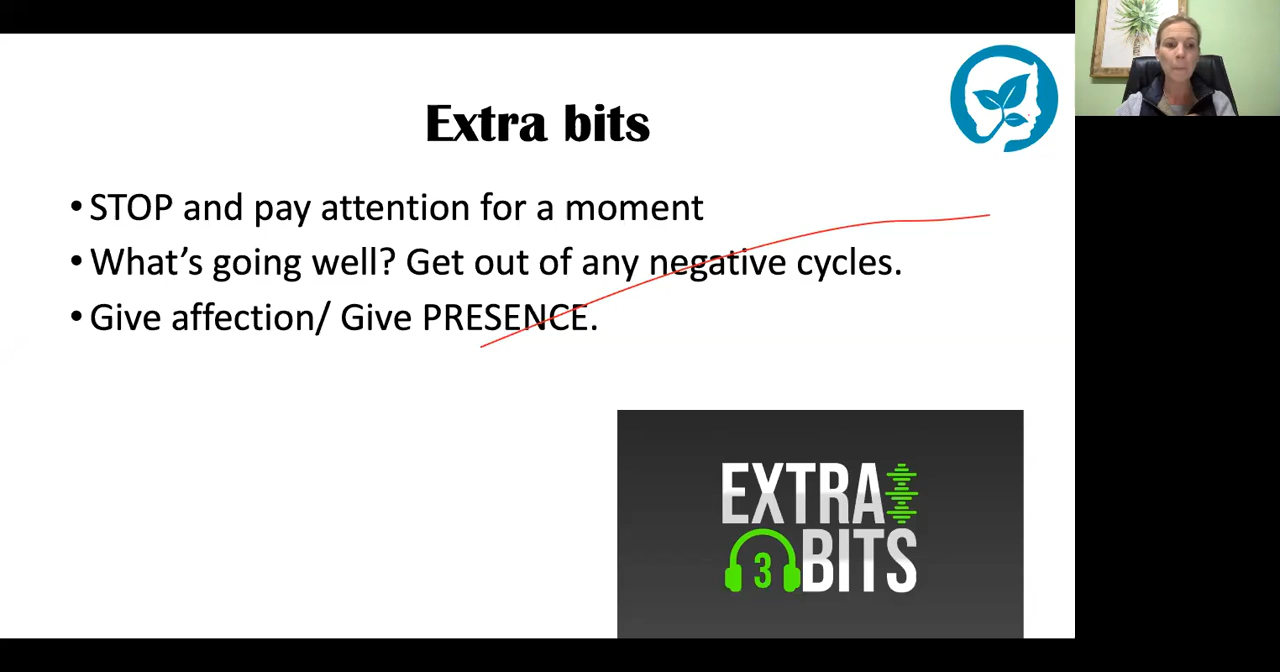 Extra bits
• STOP and pay attention for a moment
• What’s going well? Get out of any negative cycles.
• Give affection/ Give PRESENCE.
EXTRA
3 BITS